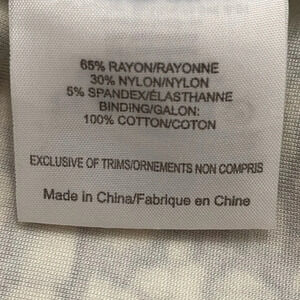 65% RAYON/RAYONNE
30% NYLON/NYLON
5% SPANDEX/ÉLASTHANNE
BINDING/GALON:
100% COTTON/COTON
EXCLUSIVE OF TRIMS/ORNEMENTS NON COMPRIS
Made in China/Fabrique en Chine